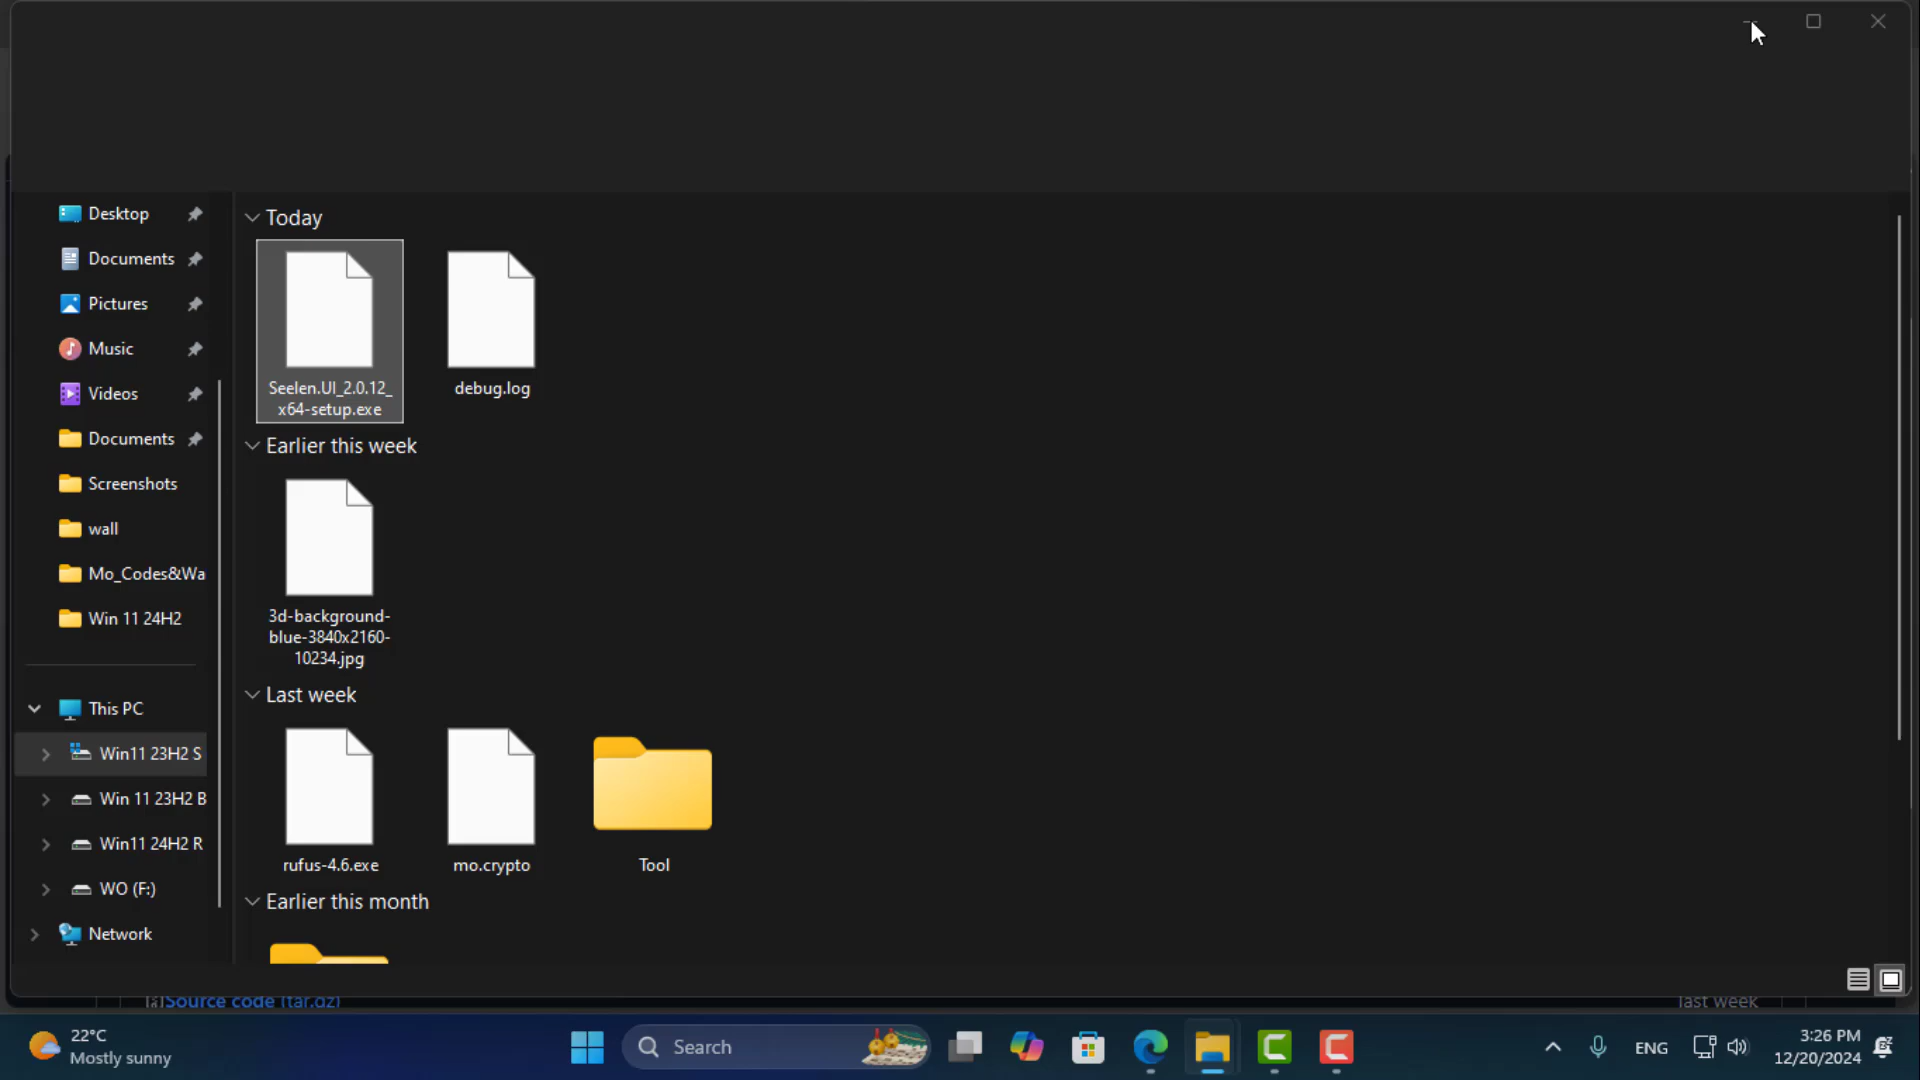 Desktop
Documents
Pictures
Music
Videos
Documents
Screenshots
wall
Mo_Codes&Wa
Win 11 24H2
This PC
Win11 23H2 S
Win 11 23H2 B
Win11 24H2 R
WO (F:)
Network
Today
Seelen.UI_2.0.12_
x64-setup.exe
debug.log
Earlier this week
3d-background-
blue-3840x2160-
10234.jpg
Last week
rufus-4.6.exe
mo.crypto
Tool
Earlier this month
Source code (tar.gz)
last week
22°C
Mostly sunny
Search
ENG
3:26 PM
12/20/2024